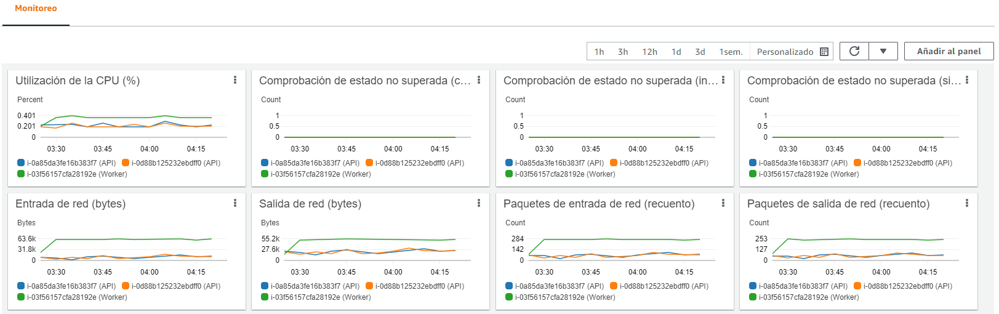 Monitoreo
1h 3h 12h 1d 3d 1sem. Personalizado Añadir al panel
Utilización de la CPU (%)
Percent
0.401
0.201
0
03:30 03:45 04:00 04:15
i-0a85da3fe16b383f7 (API) i-0d88b125232ebdff0 (API)
i-03f56157cfa28192e (Worker)
Comprobación de estado no superada (c...
Count
1
0.5
0
03:30 03:45 04:00 04:15
i-0a85da3fe16b383f7 (API) i-0d88b125232ebdff0 (API)
i-03f56157cfa28192e (Worker)
Comprobación de estado no superada (in...
Count
1
0.5
0
03:30 03:45 04:00 04:15
i-0a85da3fe16b383f7 (API) i-0d88b125232ebdff0 (API)
i-03f56157cfa28192e (Worker)
Comprobación de estado no superada (si...
Count
1
0.5
0
03:30 03:45 04:00 04:15
i-0a85da3fe16b383f7 (API) i-0d88b125232ebdff0 (API)
i-03f56157cfa28192e (Worker)
Entrada de red (bytes)
Bytes
63.6k
31.8k
0
03:30 03:45 04:00 04:15
i-0a85da3fe16b383f7 (API) i-0d88b125232ebdff0 (API)
i-03f56157cfa28192e (Worker)
Salida de red (bytes)
Bytes
55.2k
27.6k
0
03:30 03:45 04:00 04:15
i-0a85da3fe16b383f7 (API) i-0d88b125232ebdff0 (API)
i-03f56157cfa28192e (Worker)
Paquetes de entrada de red (recuento)
Count
284
142
0
03:30 03:45 04:00 04:15
i-0a85da3fe16b383f7 (API) i-0d88b125232ebdff0 (API)
i-03f56157cfa28192e (Worker)
Paquetes de salida de red (recuento)
Count
253
127
0
03:30 03:45 04:00 04:15
i-0a85da3fe16b383f7 (API) i-0d88b125232ebdff0 (API)
i-03f56157cfa28192e (Worker)